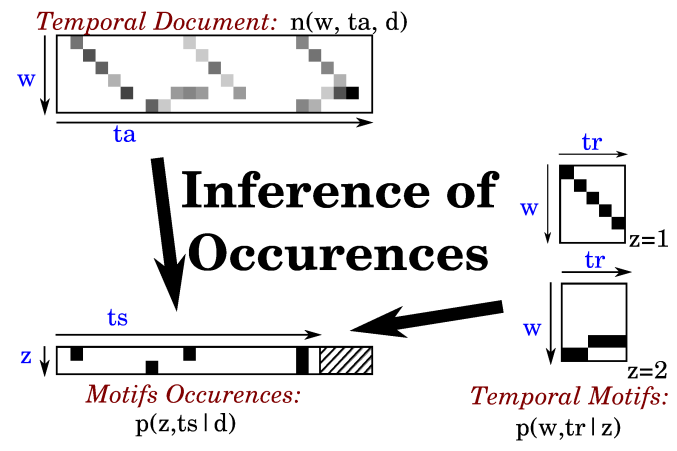 Temporal Document: n(w, ta, d)
w
ta
Inference of
Occurences
tr
w
z=1
tr
w
z=2
ts
z
Motifs Occurences:
p(z,ts|d)
Temporal Motifs:
p(w,tr|z)